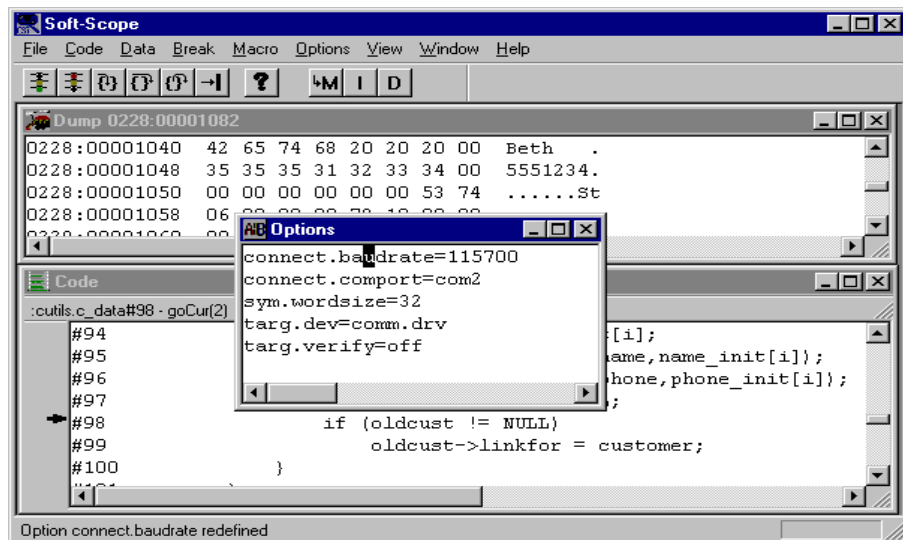 Soft-Scope
File Code Data Break Macro Options View Window Help
?
M I D
Dump 0228:00001082
0228:00001040 42 65 74 68 20 20 20 00 Beth .
0228:00001048 35 35 35 31 32 33 34 00 5551234.
0228:00001050 00 00 00 00 00 00 53 74 ......St
0228:00001058 06
Options
connect.baudrate=115700
connect.comport=com2
sym.wordsize=32
targ.dev=comm.drv
targ.verify=off
Code
:cutils.c_data#98 - goCur(2)
#94 [i];
#95 ame,name_init[i]);
#96 hone,phone_init[i]);
#97 ;
#98 if (oldcust != NULL)
#99 oldcust->linkfor = customer;
#100 }
Option connect.baudrate redefined